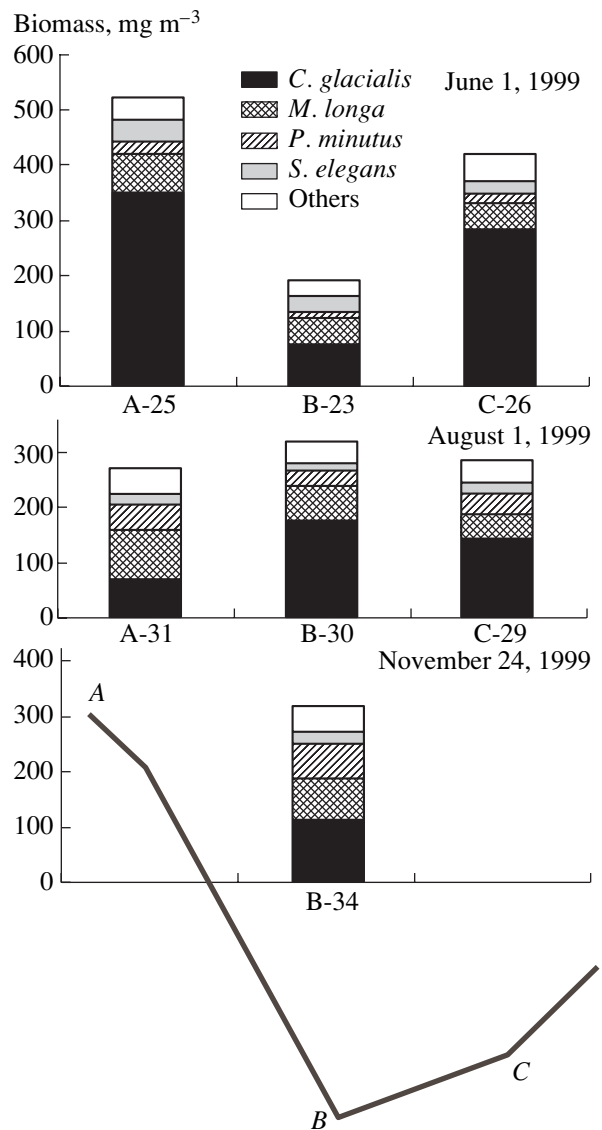 Biomass, mg m⁻³
600
500
400
300
200
100
0
C. glacialis
M. longa
P. minutus
S. elegans
Others
June 1, 1999
A-25 B-23 C-26
August 1, 1999
300
200
100
0
A-31 B-30 C-29
November 24, 1999
400
300
200
100
0
A
B-34
C
B